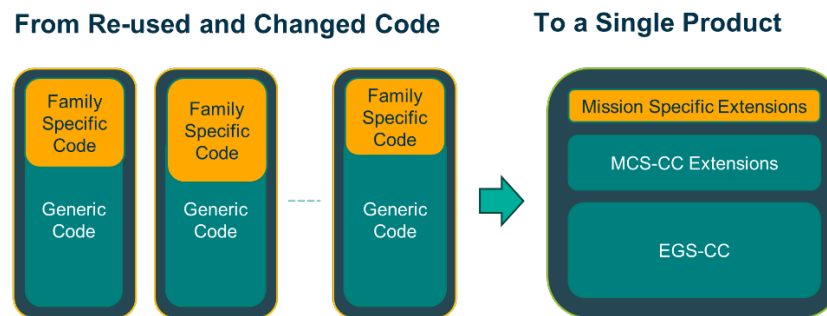 From Re-used and Changed Code
To a Single Product
Family
Specific
Code
Generic
Code
Family
Specific
Code
Generic
Code
Family
Specific
Code
Generic
Code
Mission Specific Extensions
MCS-CC Extensions
EGS-CC